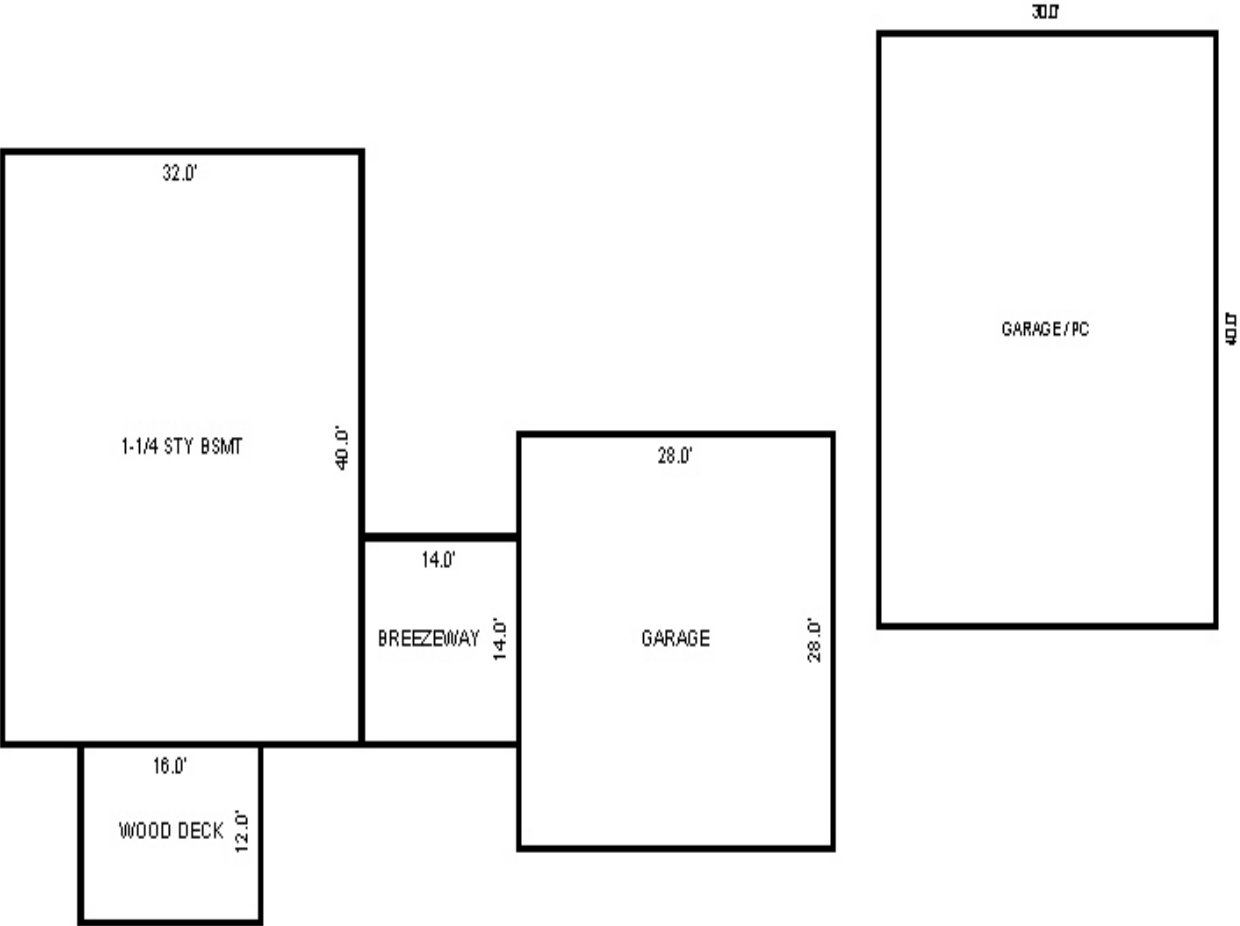 30.0'
32.0'
GARAGE/PC
40.0'
1-1/4 STY BSMT
40.0'
28.0'
14.0'
BREEZEWAY
14.0'
GARAGE
28.0'
16.0'
WOOD DECK
12.0'